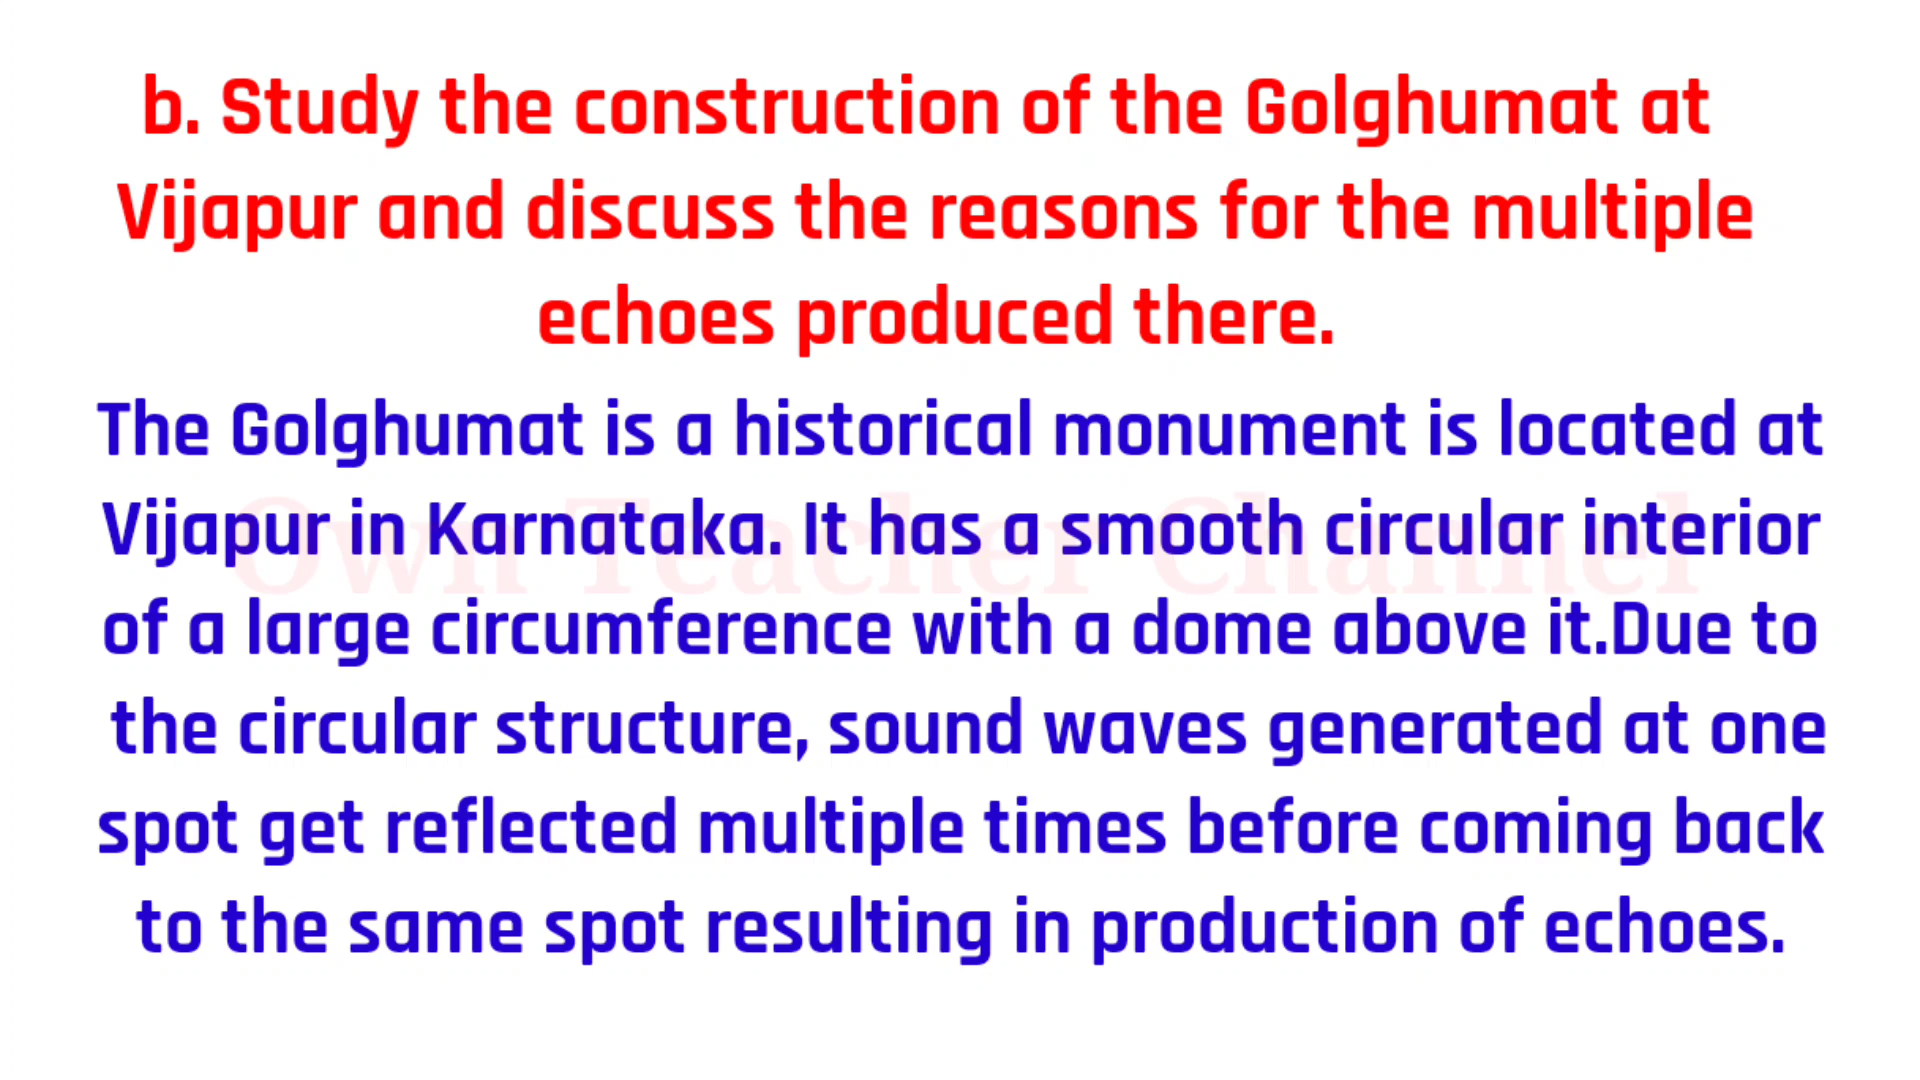 b. Study the construction of the Golghumat at
Vijapur and discuss the reasons for the multiple
echoes produced there.
The Golghumat is a historical monument is located at
Vijapur in Karnataka. It has a smooth circular interior
Own Teacher Channel
of a large circumference with a dome above it.Due to
the circular structure, sound waves generated at one
spot get reflected multiple times before coming back
to the same spot resulting in production of echoes.